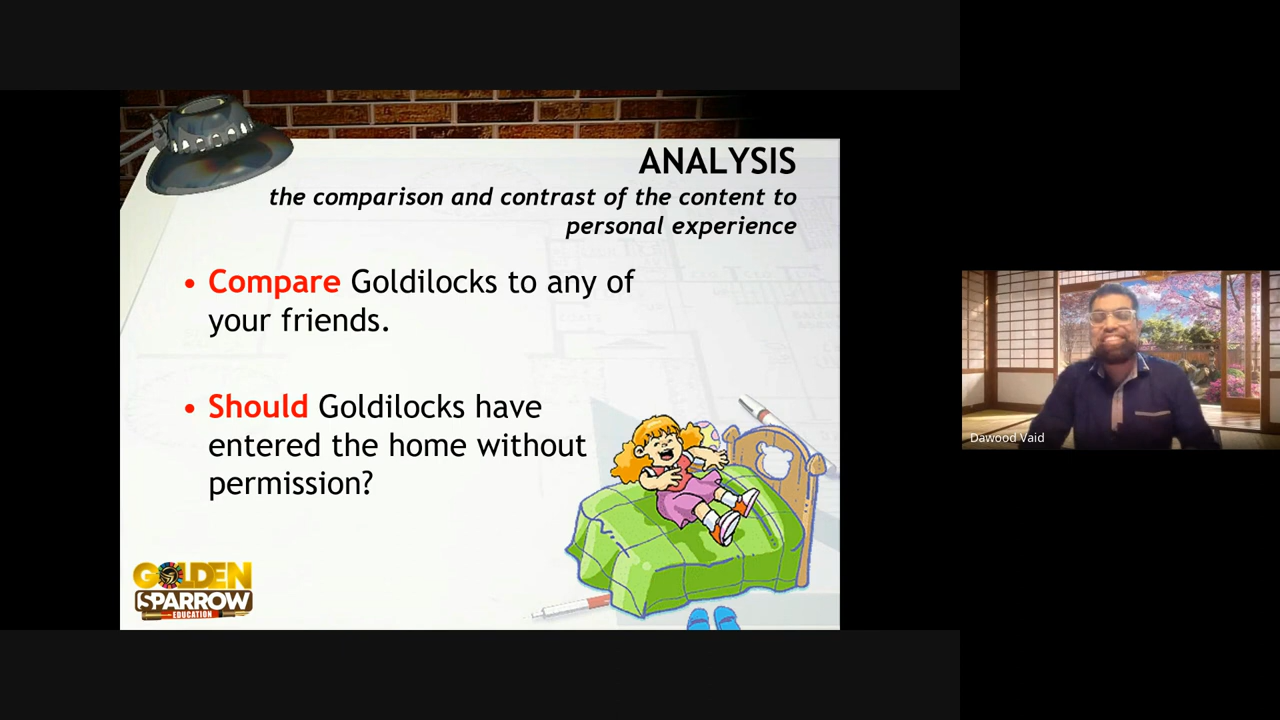 ANALYSIS
the comparison and contrast of the content to
personal experience
• Compare Goldilocks to any of
your friends.
• Should Goldilocks have
entered the home without
permission?
GOLDEN
SPARROW
EDUCATION
Dawood Vaid